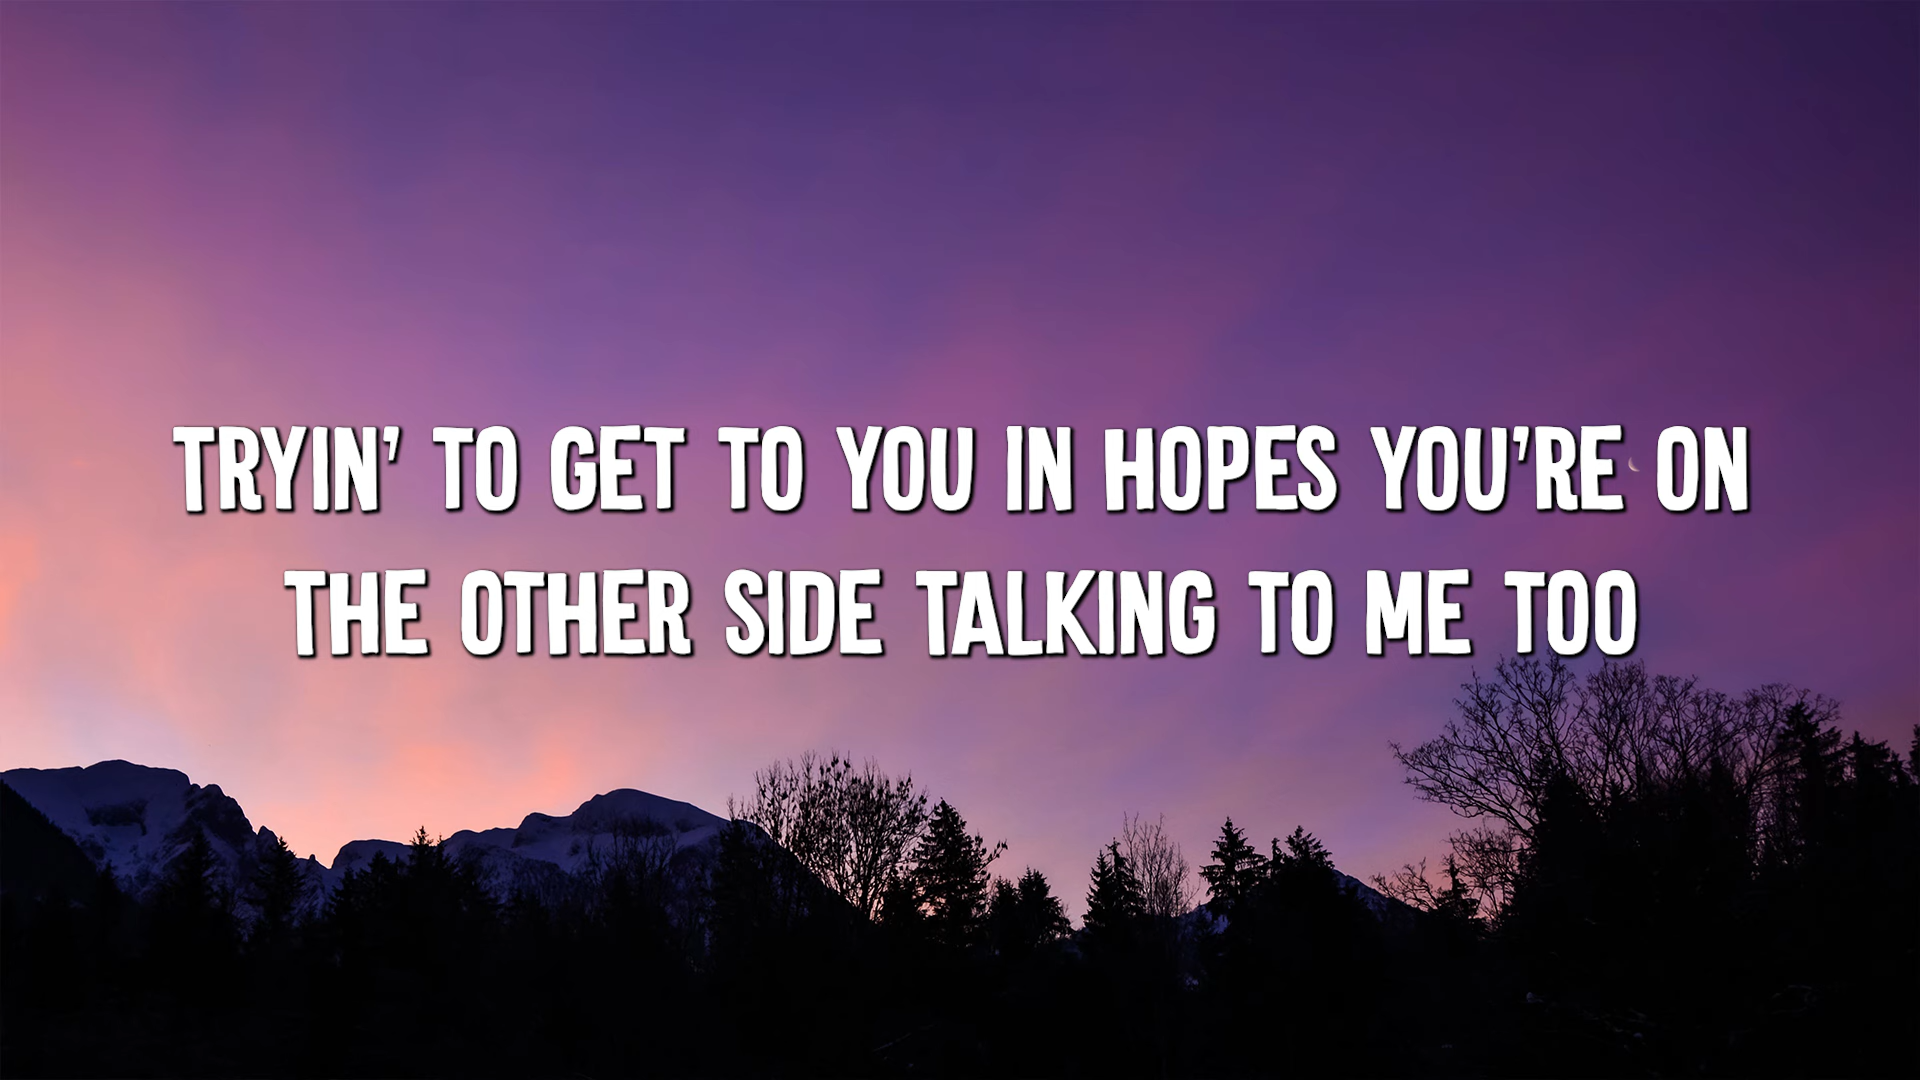 TRYIN' TO GET TO YOU IN HOPES YOU'RE ON
THE OTHER SIDE TALKING TO ME TOO